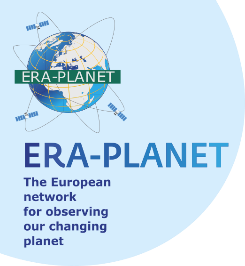 ERA-PLANET
ERA-PLANET
The European
network
for observing
our changing
planet